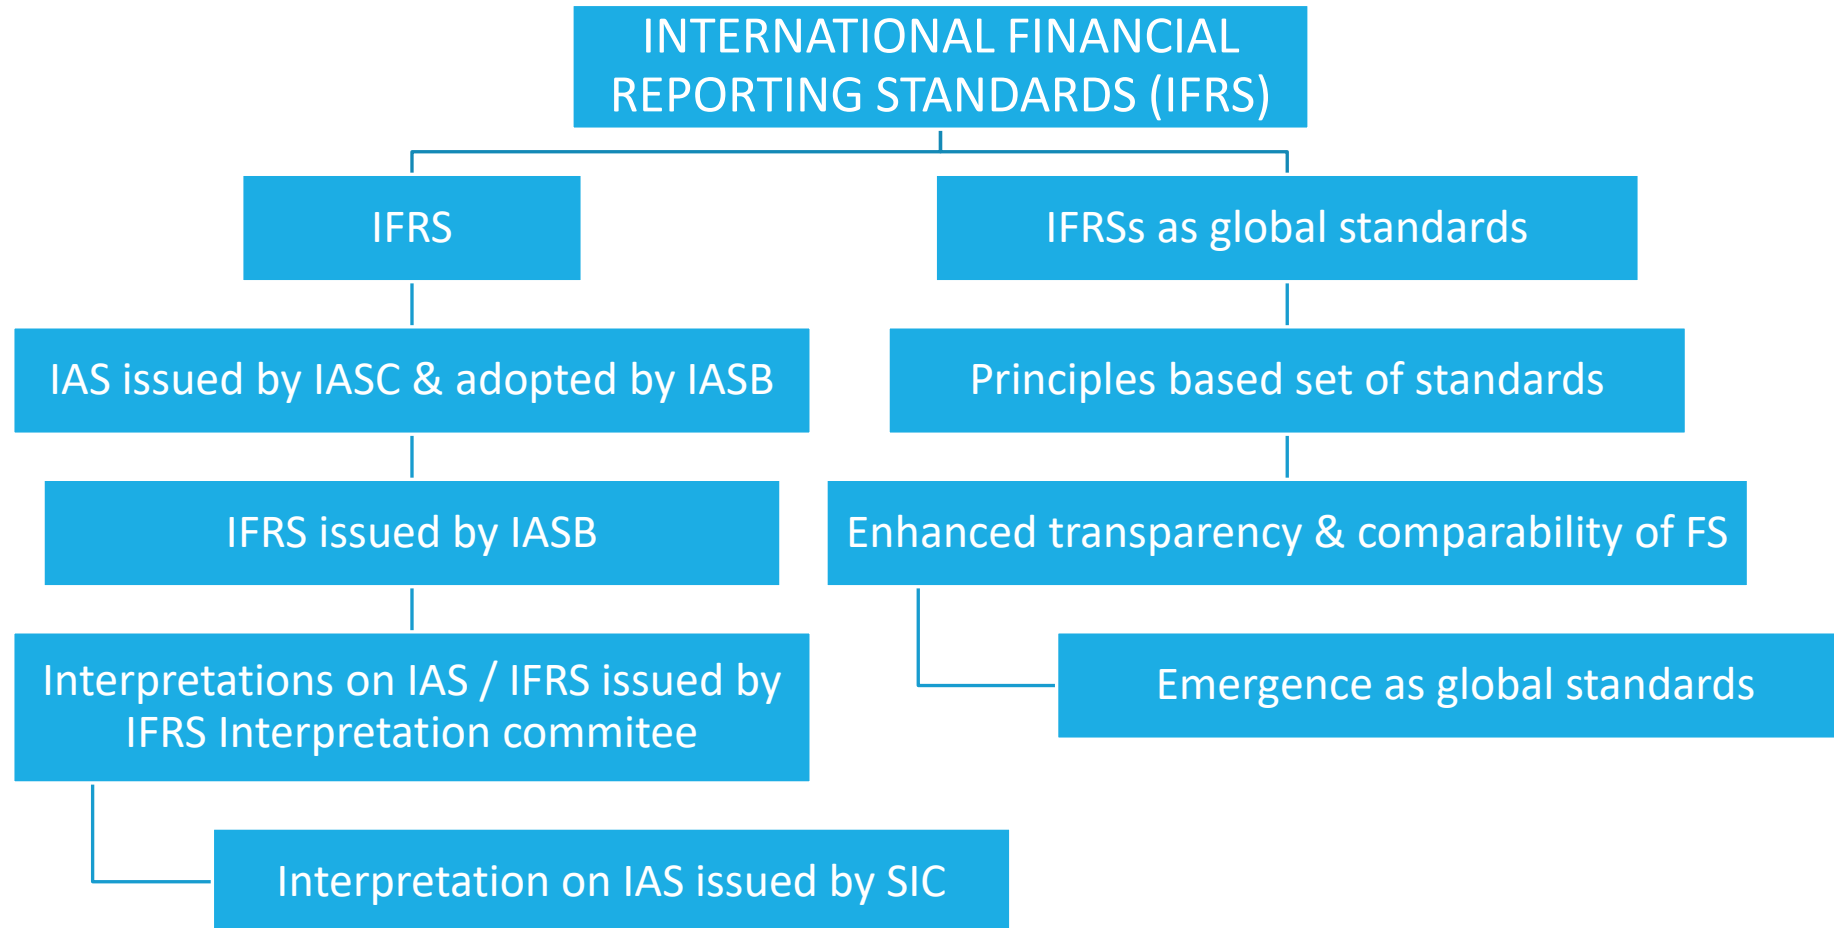 INTERNATIONAL FINANCIAL
REPORTING STANDARDS (IFRS)
IFRS
IAS issued by IASC & adopted by IASB
IFRS issued by IASB
Interpretations on IAS / IFRS issued by
IFRS Interpretation commitee
Interpretation on IAS issued by SIC
IFRSs as global standards
Principles based set of standards
Enhanced transparency & comparability of FS
Emergence as global standards